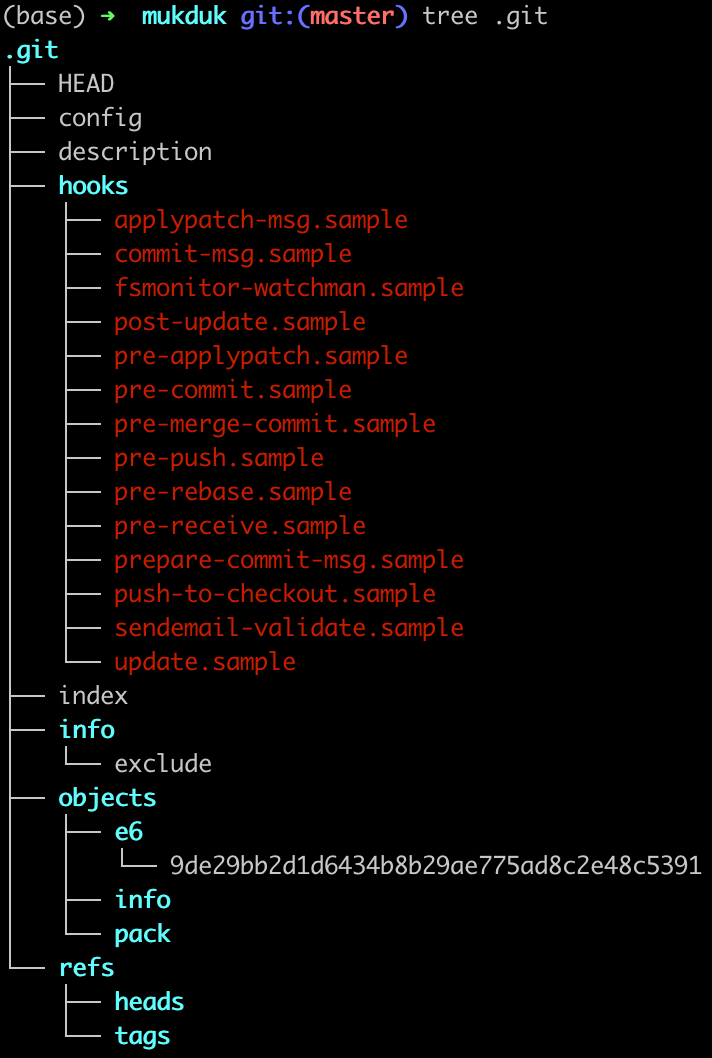 (base) ➜  mukduk git:(master) tree .git
.git
├── HEAD
├── config
├── description
├── hooks
│   ├── applypatch-msg.sample
│   ├── commit-msg.sample
│   ├── fsmonitor-watchman.sample
│   ├── post-update.sample
│   ├── pre-applypatch.sample
│   ├── pre-commit.sample
│   ├── pre-merge-commit.sample
│   ├── pre-push.sample
│   ├── pre-rebase.sample
│   ├── pre-receive.sample
│   ├── prepare-commit-msg.sample
│   ├── push-to-checkout.sample
│   ├── sendemail-validate.sample
│   └── update.sample
├── index
├── info
│   └── exclude
├── objects
│   ├── e6
│   │   └── 9de29bb2d1d6434b8b29ae775ad8c2e48c5391
│   ├── info
│   └── pack
└── refs
    ├── heads
    └── tags